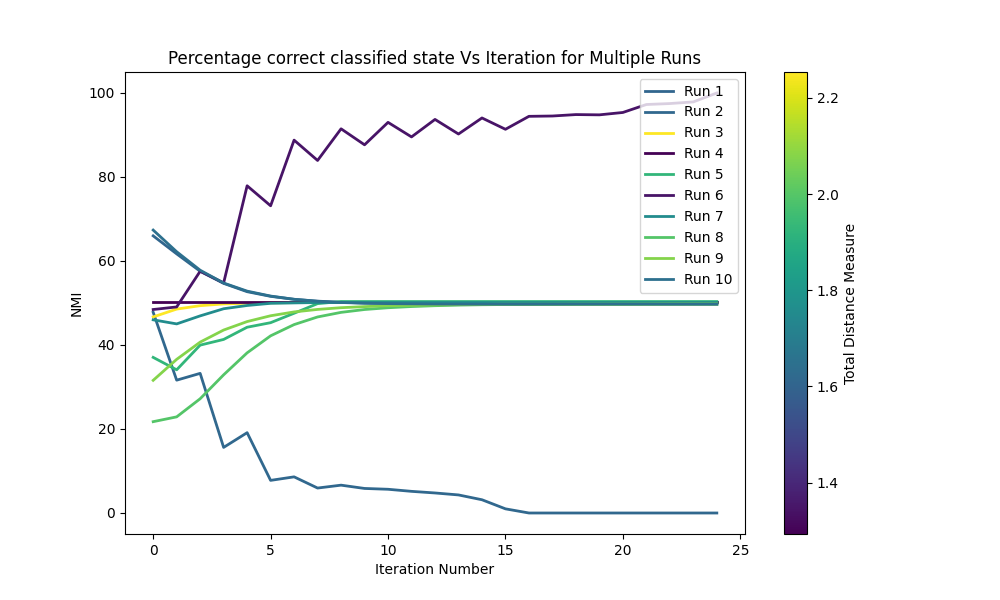 Percentage correct classified state Vs Iteration for Multiple Runs
NMI
100
80
60
40
20
0
0 5 10 15 20 25
Iteration Number
Run 1
Run 2
Run 3
Run 4
Run 5
Run 6
Run 7
Run 8
Run 9
Run 10
2.2
2.0
1.8
1.6
1.4
Total Distance Measure